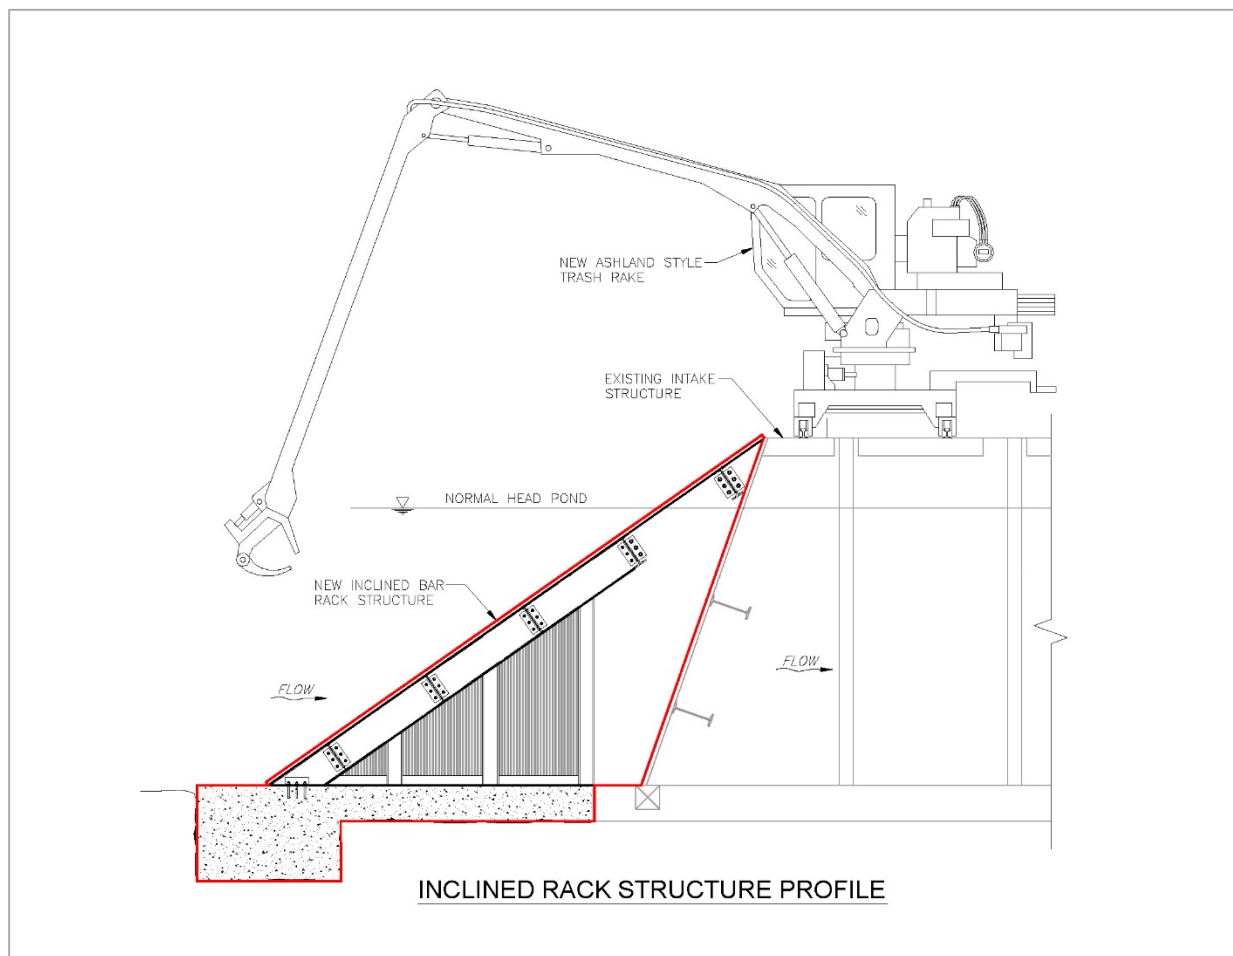 NEW ASHLAND STYLE
TRASH RAKE
EXISTING INTAKE
STRUCTURE
NORMAL HEAD POND
NEW INCLINED BAR
RACK STRUCTURE
FLOW
FLOW
INCLINED RACK STRUCTURE PROFILE